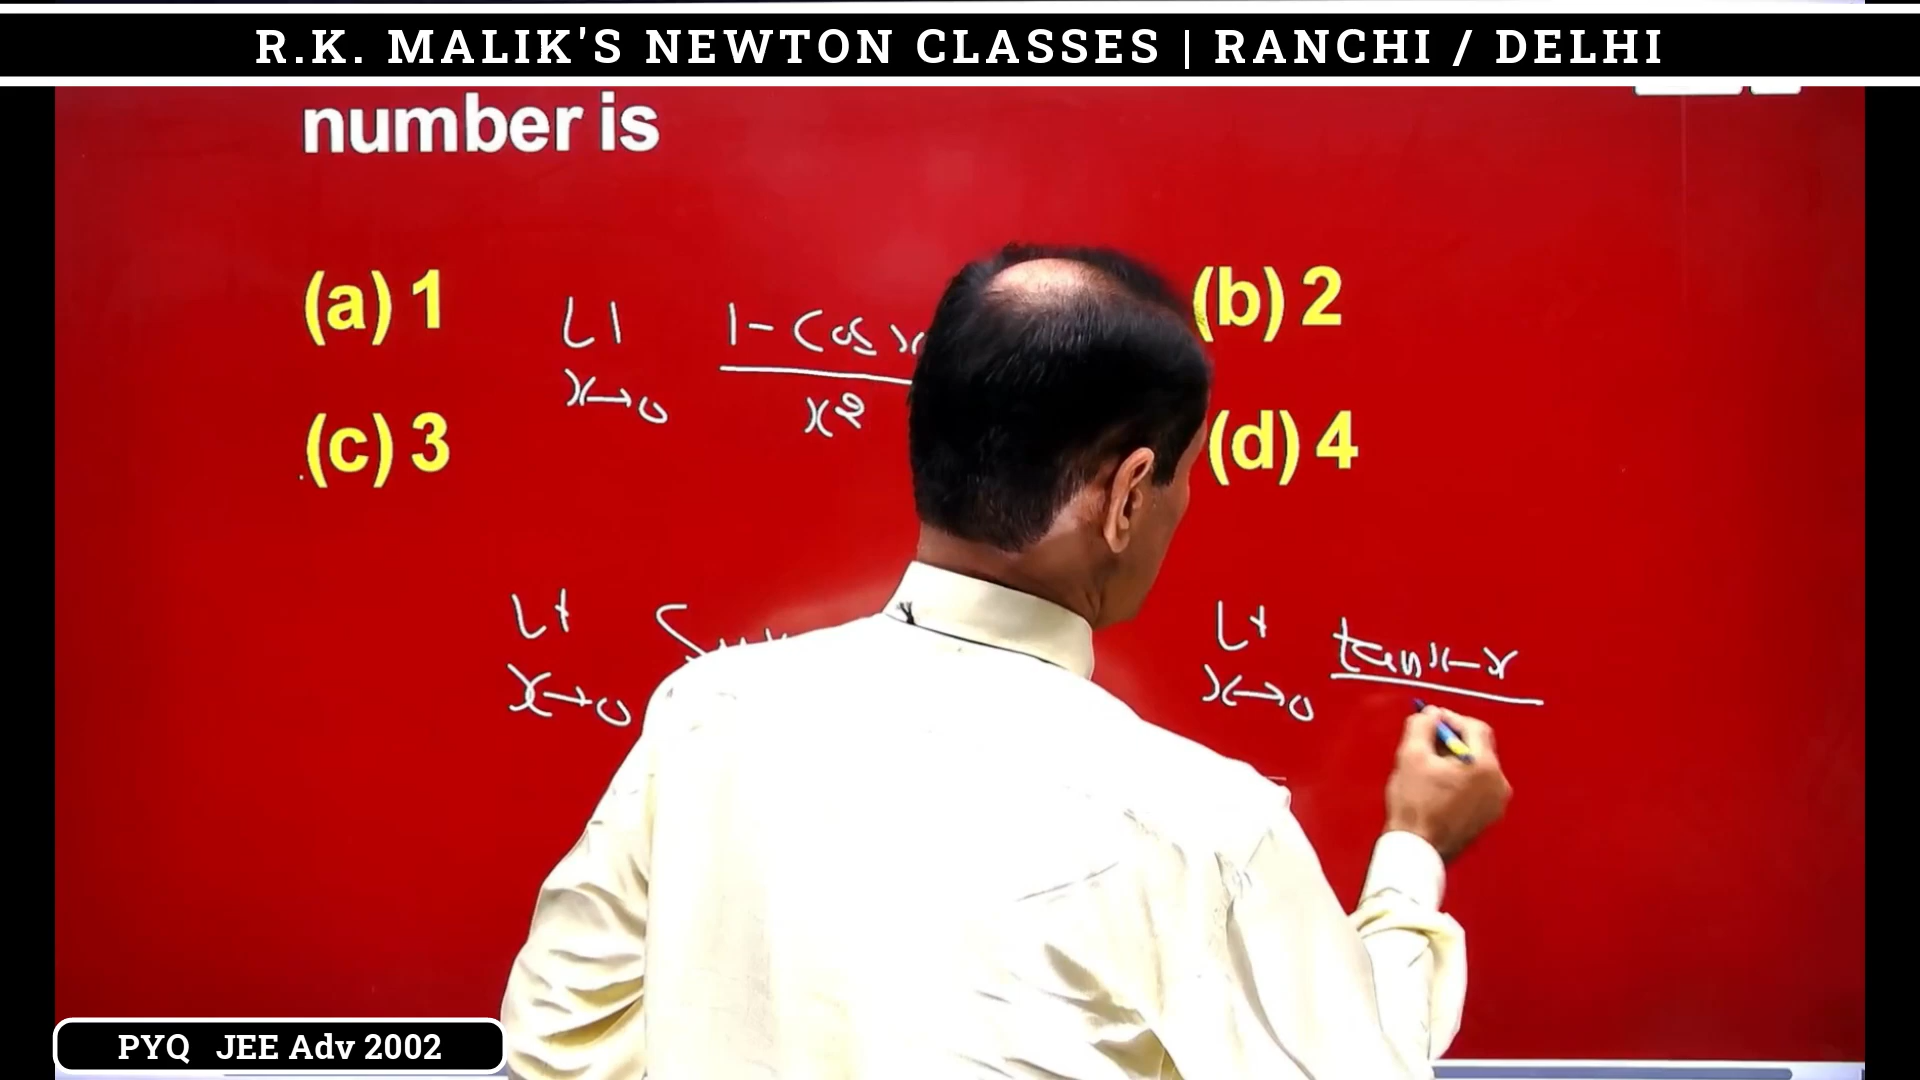 R.K. MALIK'S NEWTON CLASSES | RANCHI / DELHI
number is
(a) 1
Lt 1 - Cos x
x→0 x²
(b) 2
(c) 3
(d) 4
Lt
x→0
Lt tan x - x
x→0
PYQ JEE Adv 2002